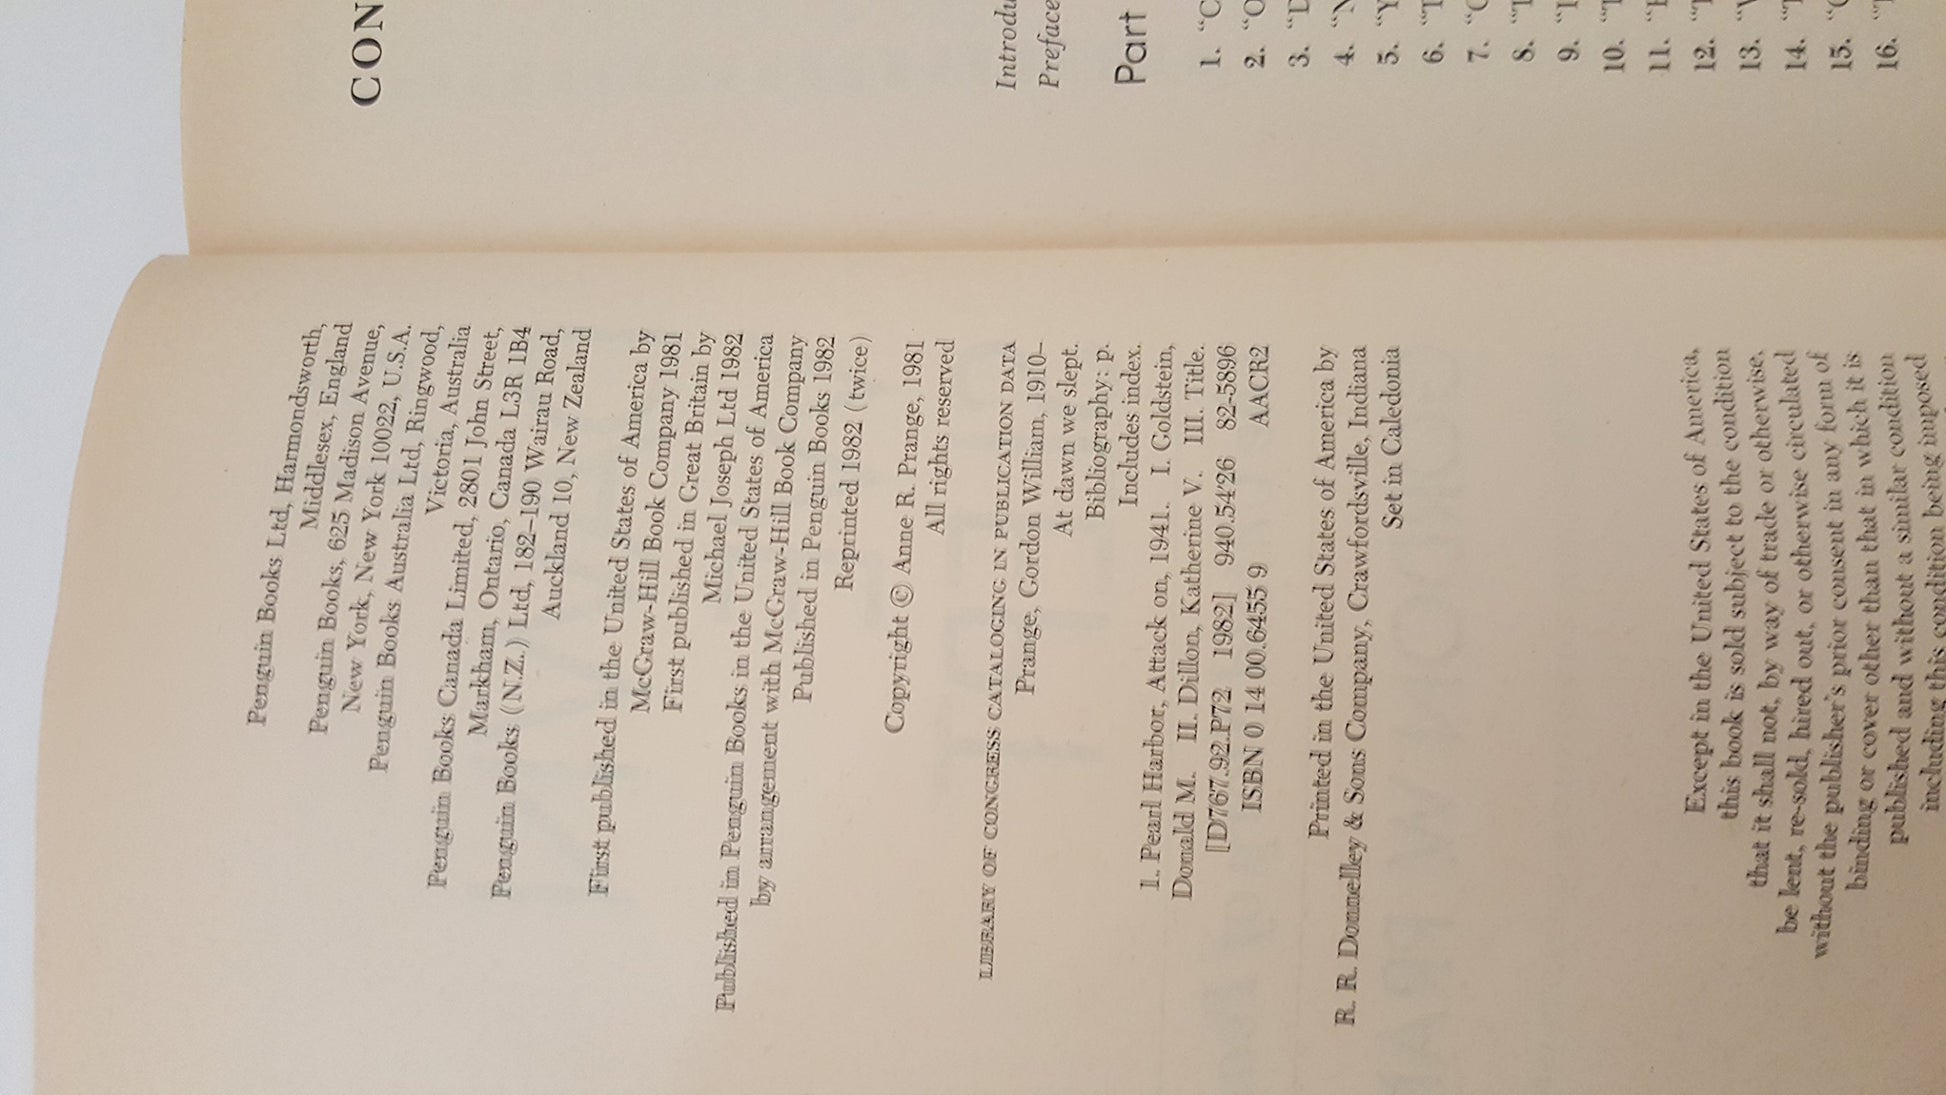 Penguin Books Ltd, Harmondsworth,
Middlesex, England
Penguin Books, 625 Madison Avenue,
New York, New York 10022, U.S.A.
Penguin Books Australia Ltd, Ringwood,
Victoria, Australia
Penguin Books Canada Limited, 2801 John Street,
Markham, Ontario, Canada L3R 1B4
Penguin Books (N.Z.) Ltd, 182–190 Wairau Road,
Auckland 10, New Zealand
First published in the United States of America by
McGraw-Hill Book Company 1981
First published in Great Britain by
Michael Joseph Ltd 1982
Published in Penguin Books in the United States of America
by arrangement with McGraw-Hill Book Company
Published in Penguin Books 1982
Reprinted 1982 (twice)
Copyright © Anne R. Prange, 1981
All rights reserved
LIBRARY OF CONGRESS CATALOGING IN PUBLICATION DATA
Prange, Gordon William, 1910–
At dawn we slept.
Bibliography: p.
Includes index.
1. Pearl Harbor, Attack on, 1941. I. Goldstein,
Donald M. II. Dillon, Katherine V. III. Title.
[D767.92.P72 1982] 940.54'26 82-5896
ISBN 0 14 00.6455 9 AACR2
Printed in the United States of America by
R. R. Donnelley & Sons Company, Crawfordsville, Indiana
Set in Caledonia
Except in the United States of America,
this book is sold subject to the condition
that it shall not, by way of trade or otherwise,
be lent, re-sold, hired out, or otherwise circulated
without the publisher's prior consent in any form of
binding or cover other than that in which it is
published and without a similar condition
including this condition being imposed
CON
Introdu
Preface
Part
1. "C
2. "O
3. "D
4. "N
5. "Y
6. "T
7. "C
8. "T
9. "I
10. "T
11. "F
12. "T
13. "V
14. "T
15. "C
16. "T